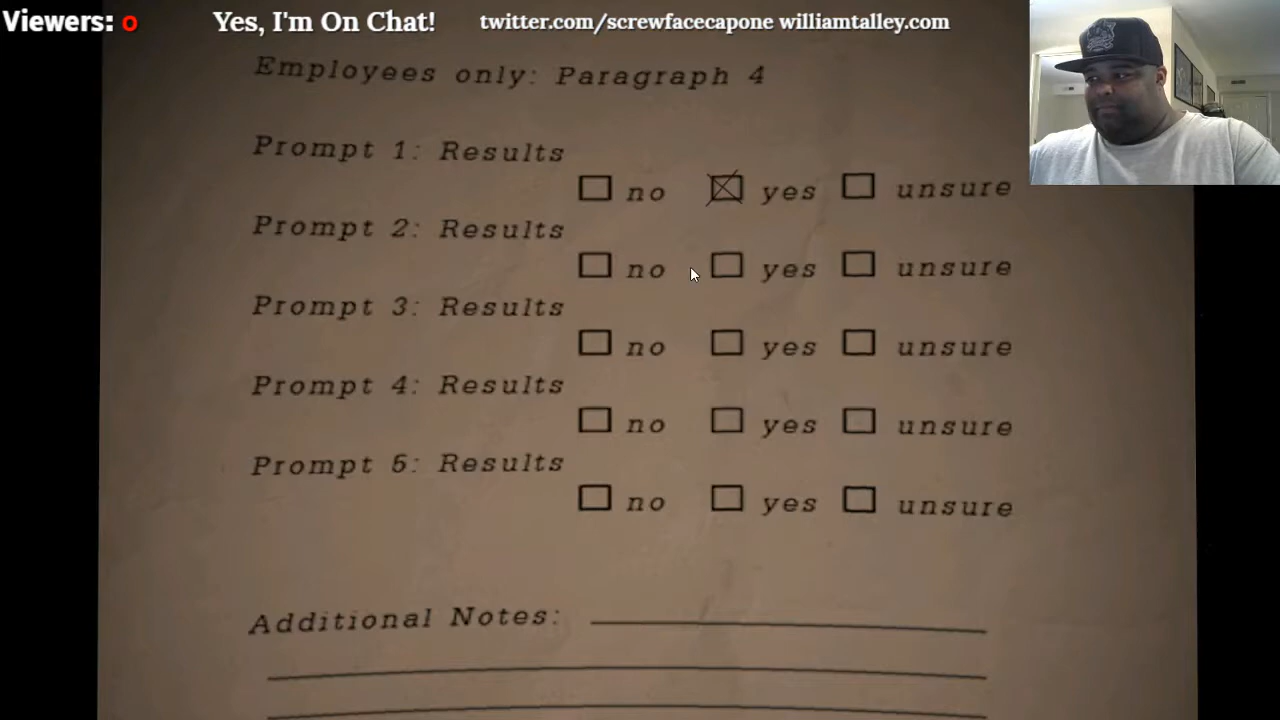 Viewers: 0 Yes, I'm On Chat! twitter.com/screwfacecapone williamtalley.com
Employees only: Paragraph 4
Prompt 1: Results
no yes unsure
Prompt 2: Results
no yes unsure
Prompt 3: Results
no yes unsure
Prompt 4: Results
no yes unsure
Prompt 5: Results
no yes unsure
Additional Notes: